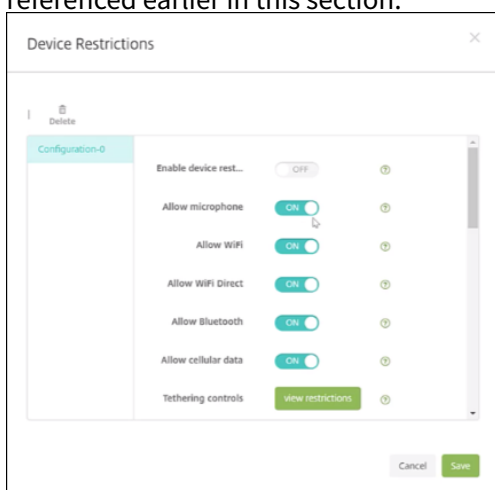 referenced earlier in this section.
Device Restrictions
Delete
Configuration-0
Enable device rest... OFF
Allow microphone ON
Allow WiFi ON
Allow WiFi Direct ON
Allow Bluetooth ON
Allow cellular data ON
Tethering controls view restrictions
Cancel Save